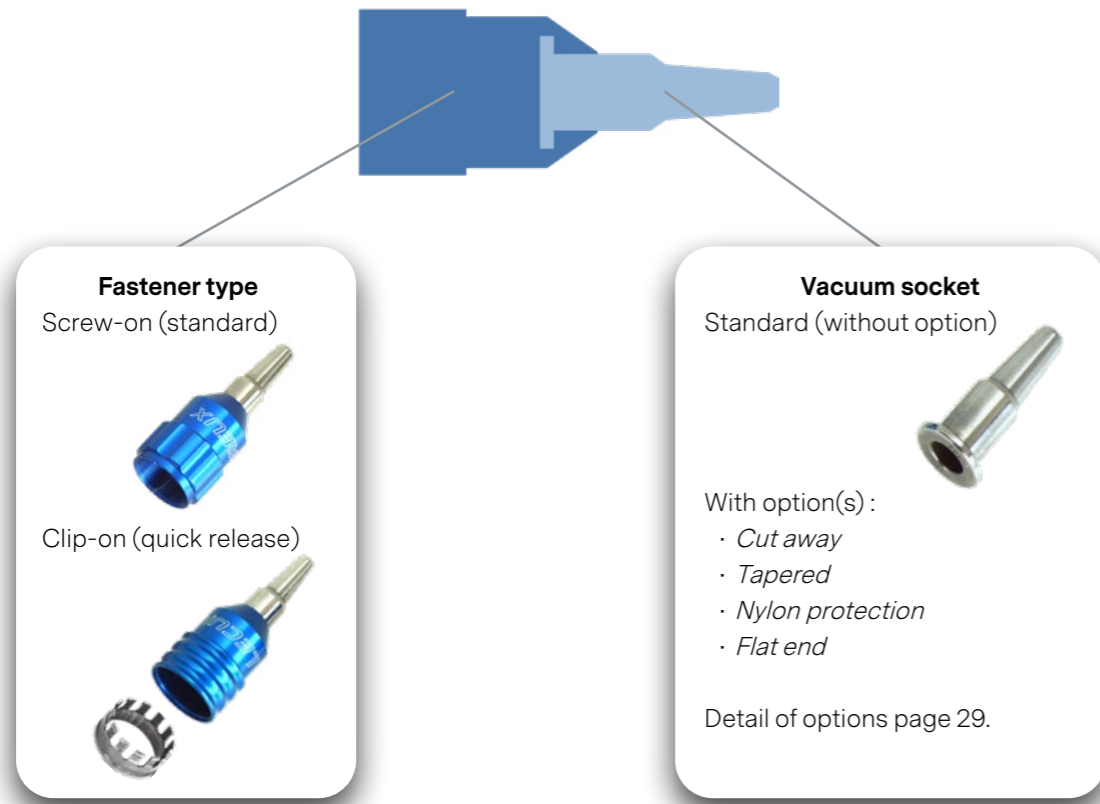 Fastener type
Screw-on (standard)
Clip-on (quick release)
Vacuum socket
Standard (without option)
With option(s) :
· Cut away
· Tapered
· Nylon protection
· Flat end
Detail of options page 29.